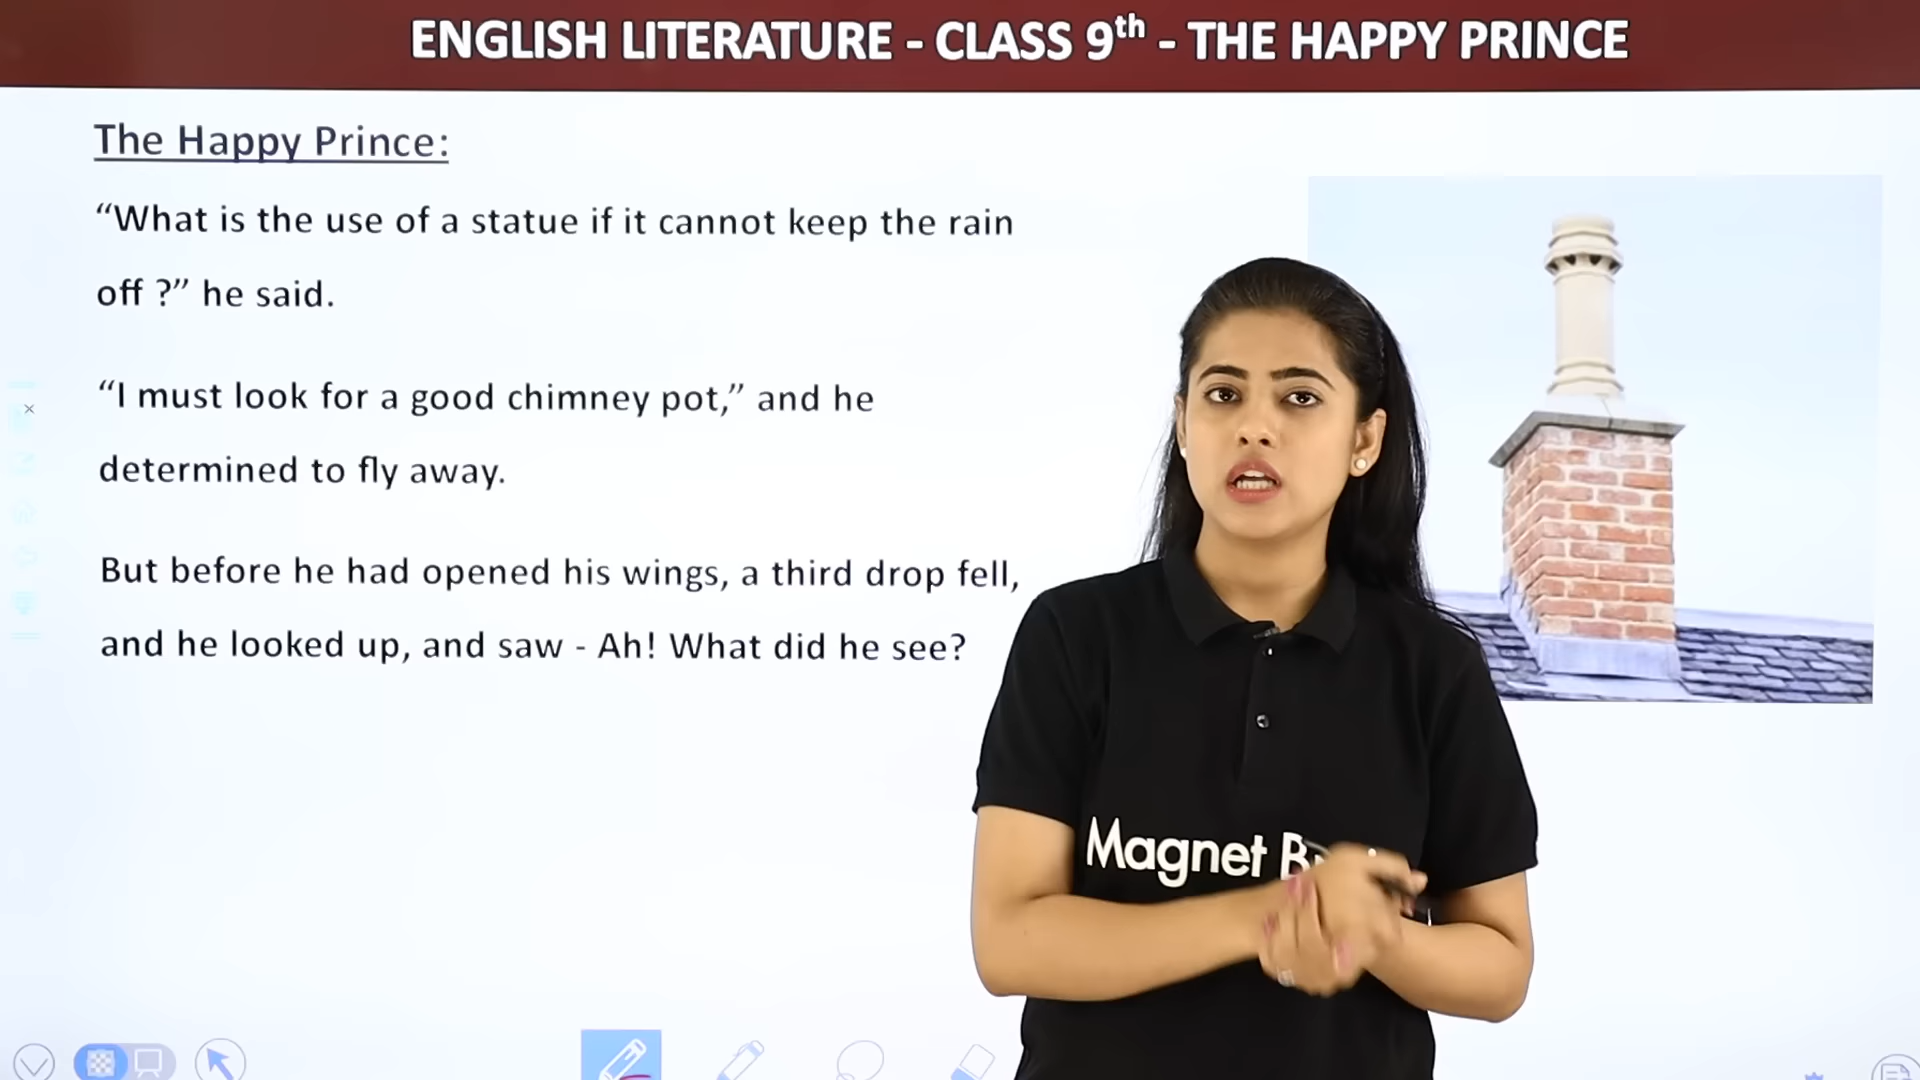 ENGLISH LITERATURE - CLASS 9th - THE HAPPY PRINCE
The Happy Prince:
“What is the use of a statue if it cannot keep the rain
off ?” he said.
“I must look for a good chimney pot,” and he
determined to fly away.
But before he had opened his wings, a third drop fell,
and he looked up, and saw - Ah! What did he see?
Magnet